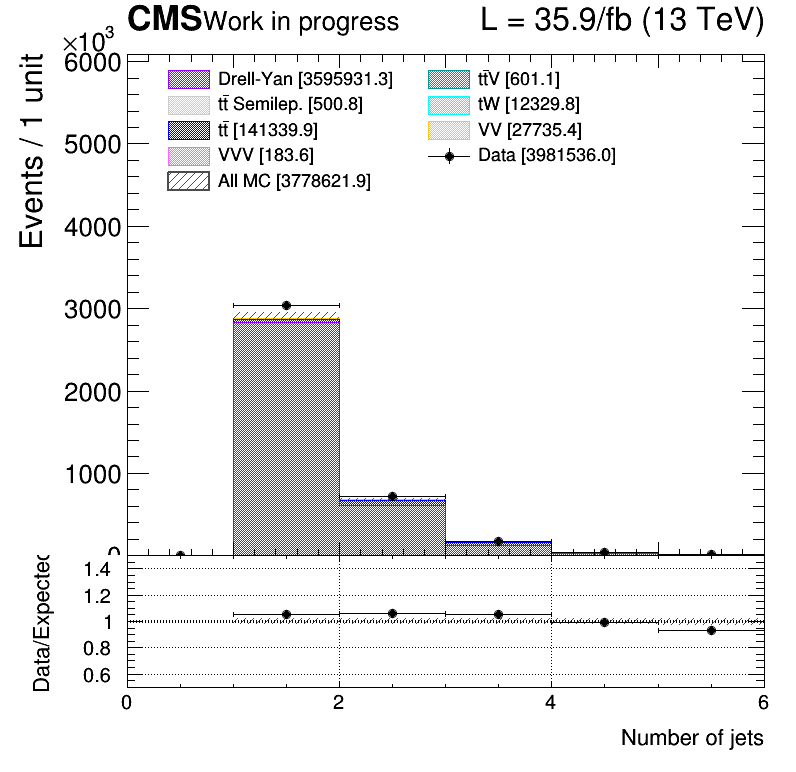 CMS Work in progress L = 35.9/fb (13 TeV)
×10³
Events / 1 unit
6000
5000
4000
3000
2000
1000
0
Drell-Yan [3595931.3]
tt̄ Semilep. [500.8]
tt̄ [141339.9]
VVV [183.6]
All MC [3778621.9]
tt̄V [601.1]
tW [12329.8]
VV [27735.4]
Data [3981536.0]
Data/Expected
1.4
1.2
1
0.8
0.6
0 2 4 6
Number of jets